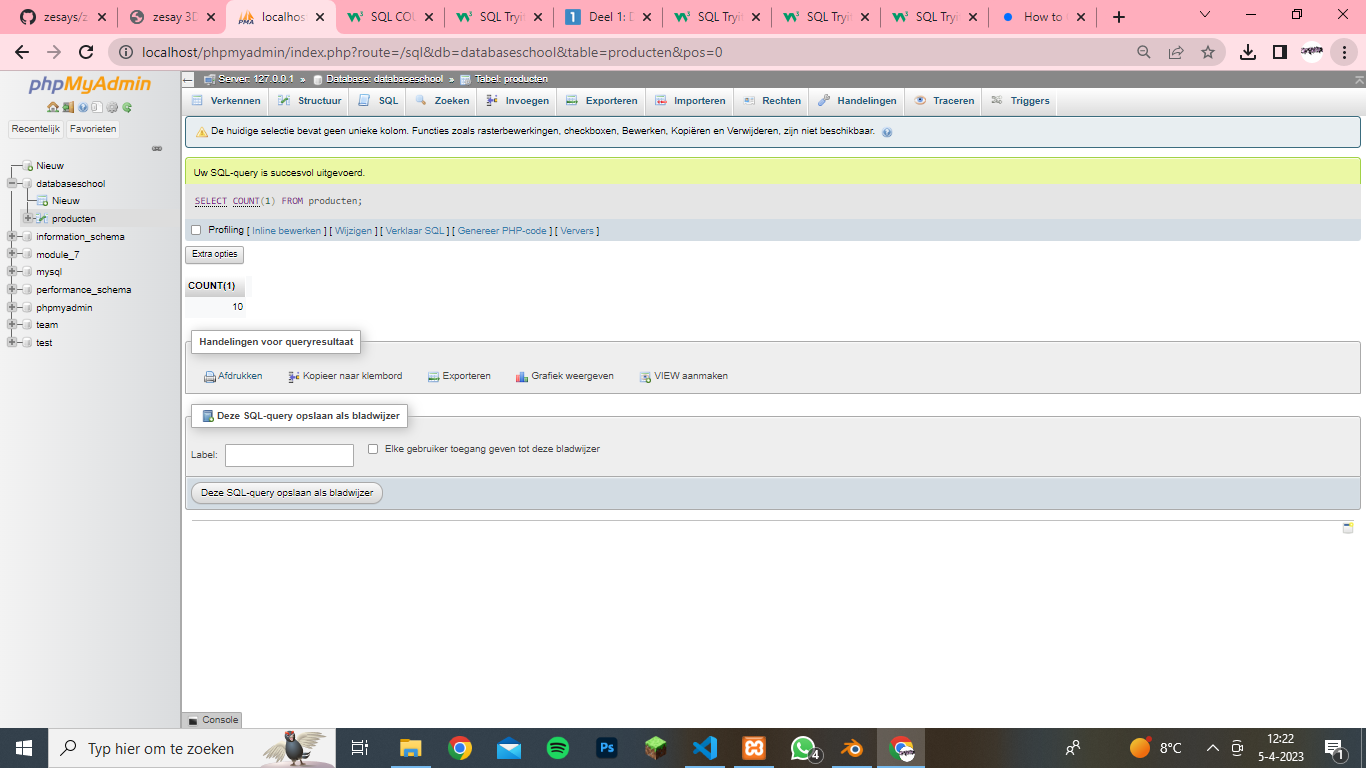 zesays/z
zesay 3D
localhos
SQL COU
SQL Tryi
Deel 1: D
SQL Tryi
SQL Tryi
SQL Tryi
How to
localhost/phpmyadmin/index.php?route=/sql&db=databaseschool&table=producten&pos=0
phpMyAdmin
Recentelijk Favorieten
Nieuw
databaseschool
Nieuw
producten
information_schema
module_7
mysql
performance_schema
phpmyadmin
team
test
Server: 127.0.0.1 » Database: databaseschool » Tabel: producten
Verkennen Structuur SQL Zoeken Invoegen Exporteren Importeren Rechten Handelingen Traceren Triggers
De huidige selectie bevat geen unieke kolom. Functies zoals rasterbewerkingen, checkboxen, Bewerken, Kopiëren en Verwijderen, zijn niet beschikbaar.
Uw SQL-query is succesvol uitgevoerd.
SELECT COUNT(1) FROM producten;
Profiling [ Inline bewerken ] [ Wijzigen ] [ Verklaar SQL ] [ Genereer PHP-code ] [ Ververs ]
Extra opties
COUNT(1)
10
Handelingen voor queryresultaat
Afdrukken Kopieer naar klembord Exporteren Grafiek weergeven VIEW aanmaken
Deze SQL-query opslaan als bladwijzer
Label: Elke gebruiker toegang geven tot deze bladwijzer
Deze SQL-query opslaan als bladwijzer
Console
Typ hier om te zoeken
Ps
4
8°C
12:22
5-4-2023
1